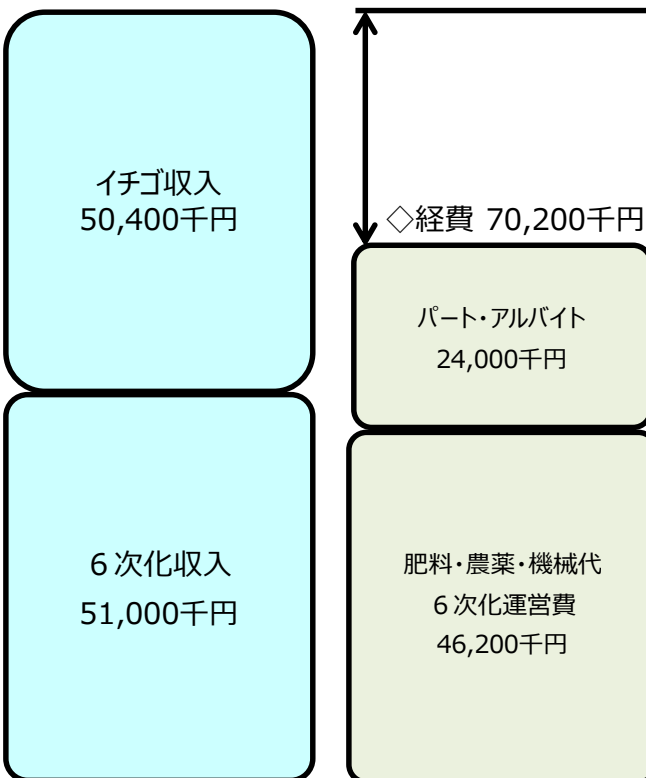 イチゴ収入
50,400千円
6次化収入
51,000千円
◇経費 70,200千円
パート・アルバイト
24,000千円
肥料・農薬・機械代
6次化運営費
46,200千円